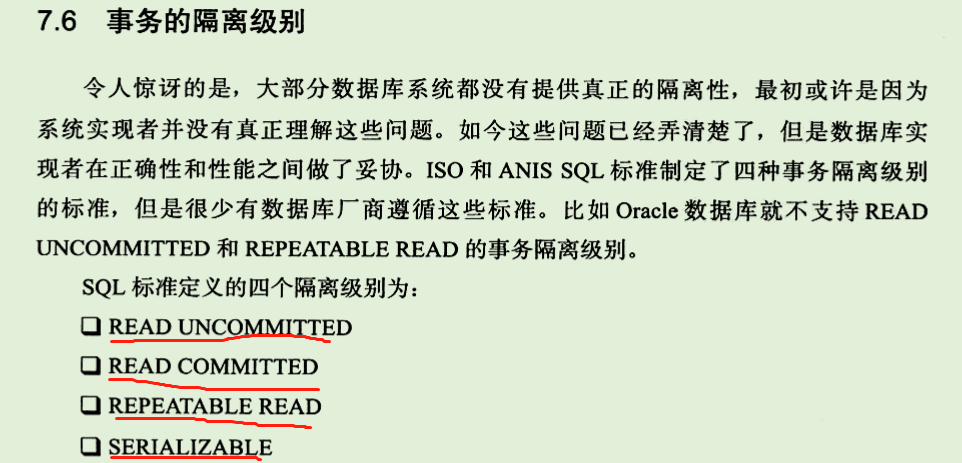 7.6 事务的隔离级别
令人惊讶的是，大部分数据库系统都没有提供真正的隔离性，最初或许是因为
系统实现者并没有真正理解这些问题。如今这些问题已经弄清楚了，但是数据库实
现者在正确性和性能之间做了妥协。ISO 和 ANIS SQL 标准制定了四种事务隔离级别
的标准，但是很少有数据库厂商遵循这些标准。比如 Oracle 数据库就不支持 READ
UNCOMMITTED 和 REPEATABLE READ 的事务隔离级别。
SQL 标准定义的四个隔离级别为：
❑ READ UNCOMMITTED
❑ READ COMMITTED
❑ REPEATABLE READ
❑ SERIALIZABLE